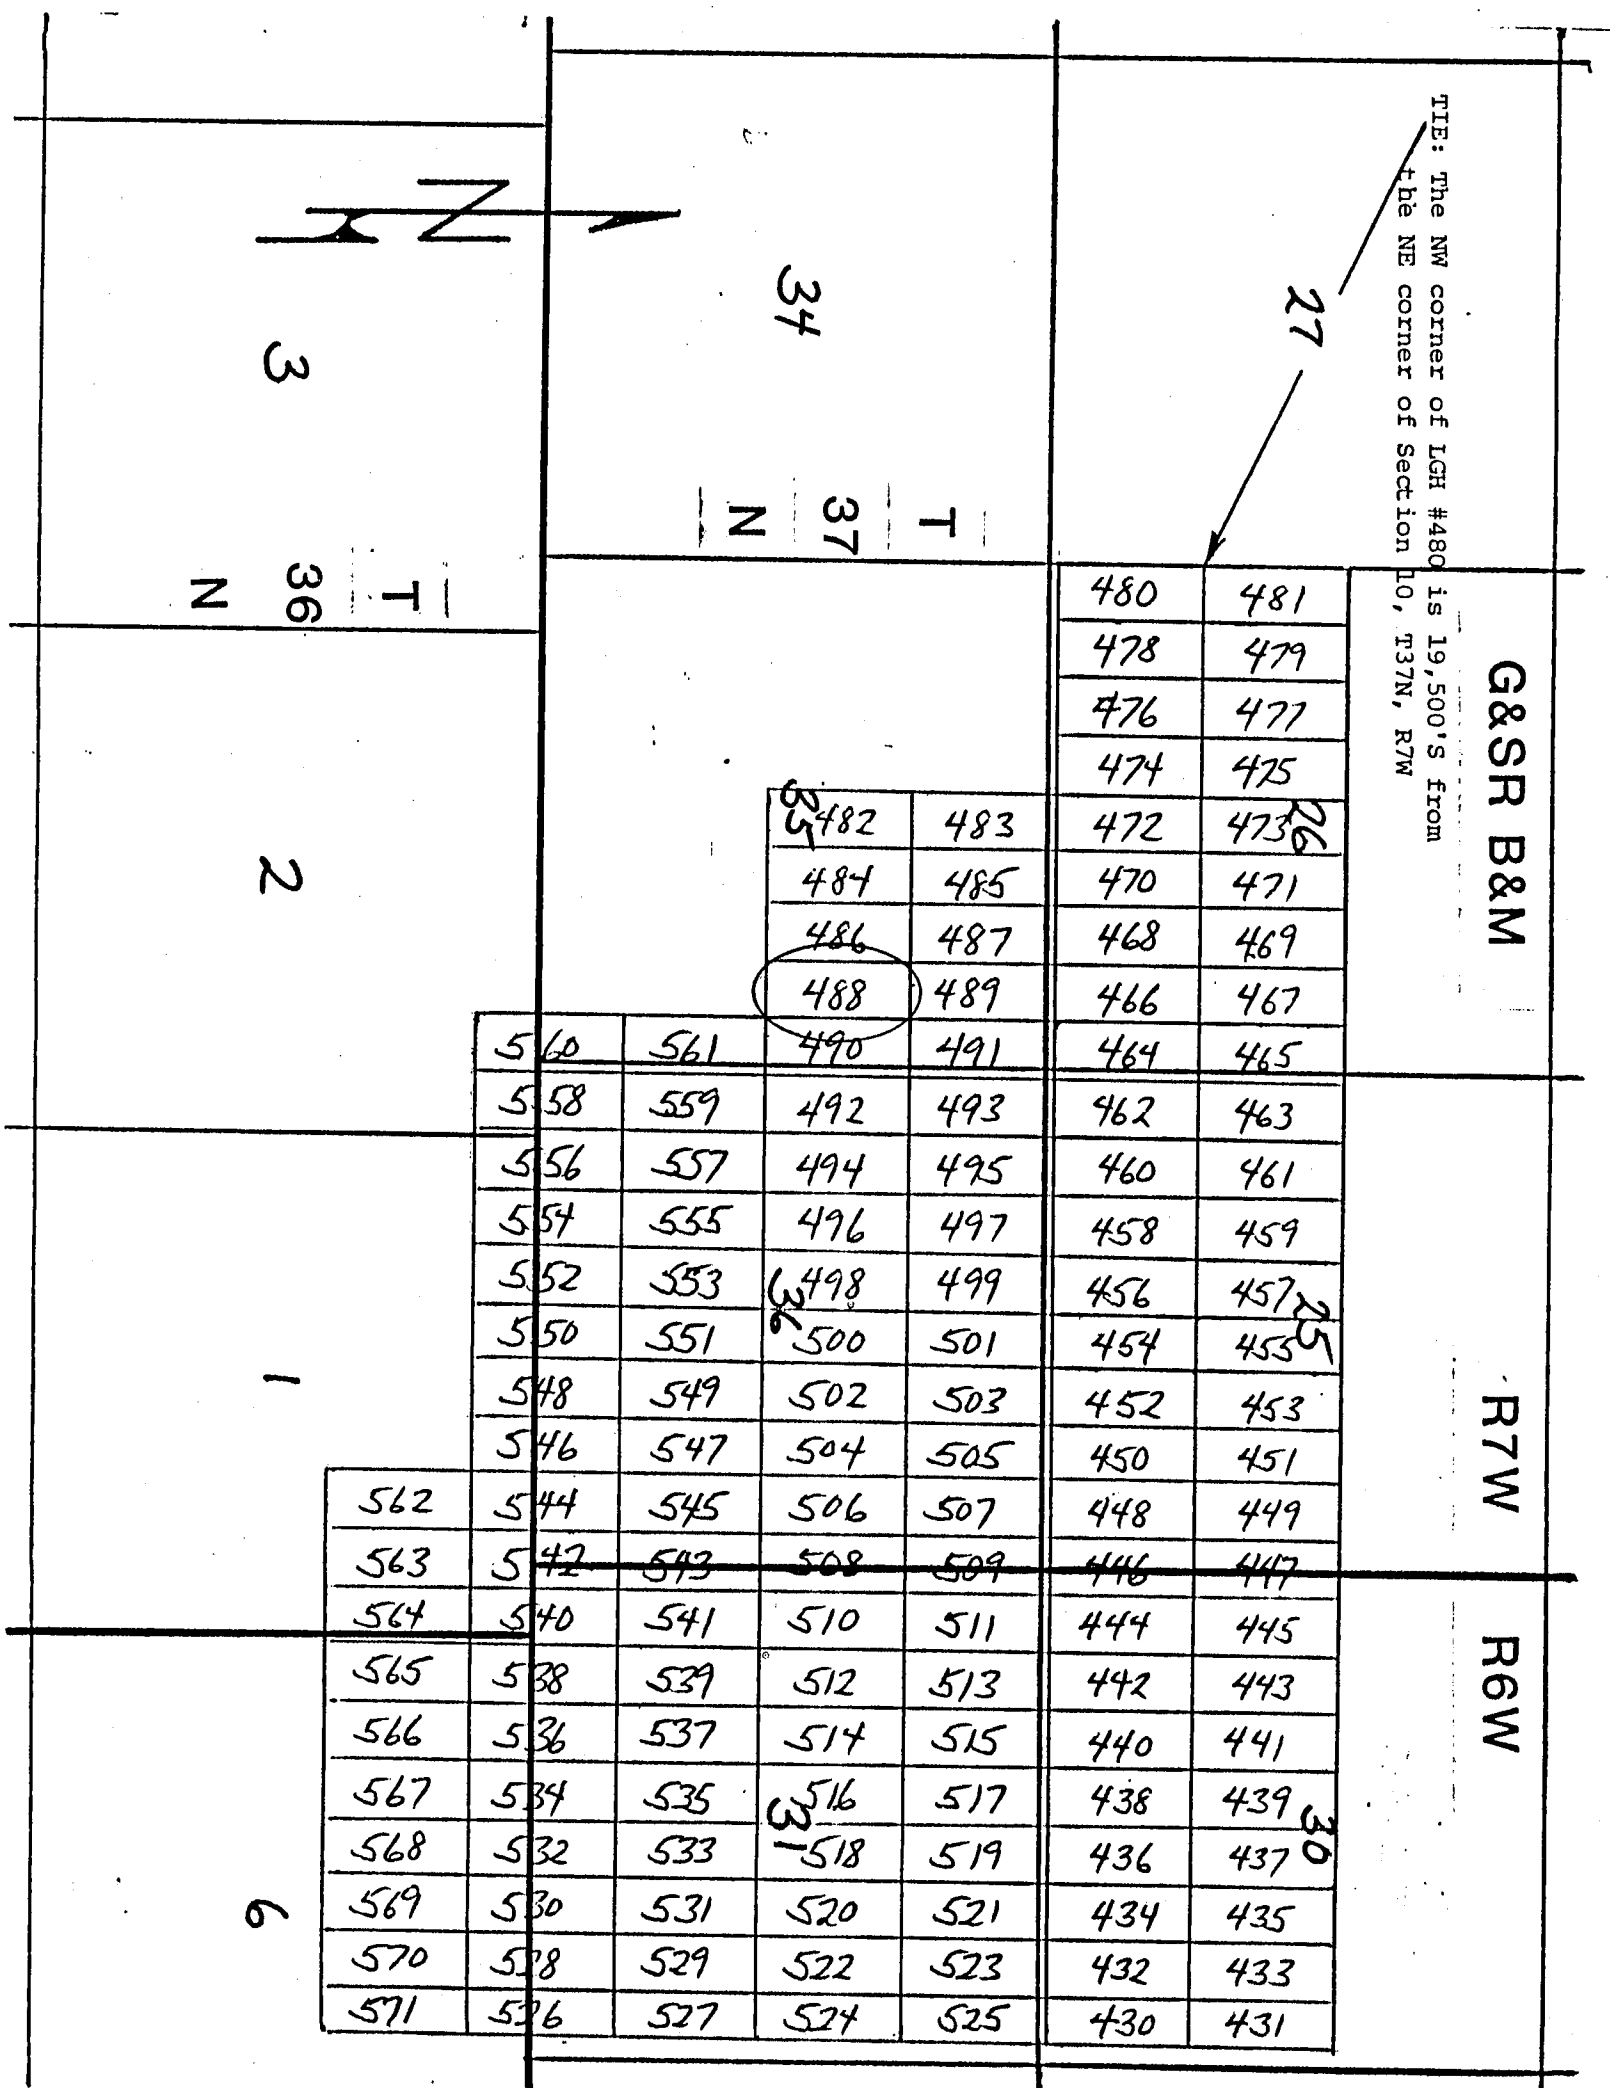 TIE: The NW corner of LGH #480 is 19,500'S from
the NE corner of Section 10, T37N, R7W
G&SR B&M
R7W
R6W
N
27
34
3
T
37
N
T
36
N
2
1
6
26
25
30
35
36
31
480 481
478 479
476 477
474 475
482 483 472 473
484 485 470 471
486 487 468 469
488 489 466 467
560 561 490 491 464 465
558 559 492 493 462 463
556 557 494 495 460 461
554 555 496 497 458 459
552 553 498 499 456 457
550 551 500 501 454 455
548 549 502 503 452 453
546 547 504 505 450 451
562 544 545 506 507 448 449
563 542 543 508 509 446 447
564 540 541 510 511 444 445
565 538 539 512 513 442 443
566 536 537 514 515 440 441
567 534 535 516 517 438 439
568 532 533 518 519 436 437
569 530 531 520 521 434 435
570 528 529 522 523 432 433
571 526 527 524 525 430 431